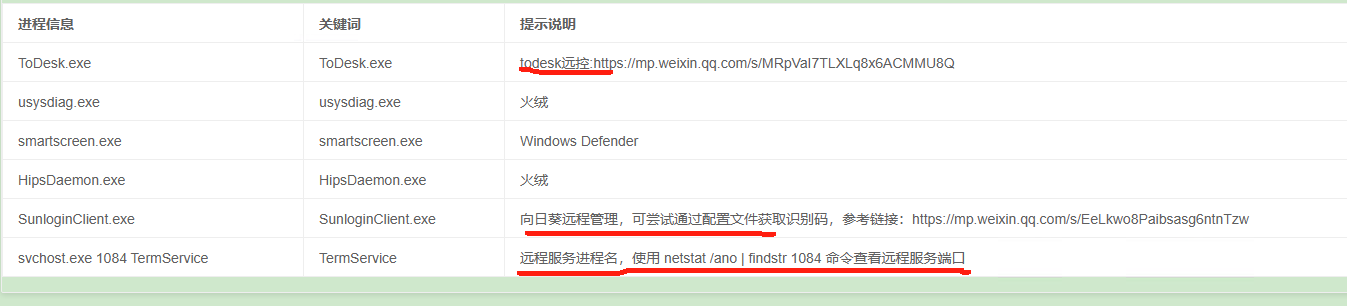 进程信息 关键词 提示说明
ToDesk.exe ToDesk.exe todesk远控:https://mp.weixin.qq.com/s/MRpVaI7TLXLq8x6ACMMU8Q
usysdiag.exe usysdiag.exe 火绒
smartscreen.exe smartscreen.exe Windows Defender
HipsDaemon.exe HipsDaemon.exe 火绒
SunloginClient.exe SunloginClient.exe 向日葵远程管理，可尝试通过配置文件获取识别码，参考链接：https://mp.weixin.qq.com/s/EeLkwo8Paibsasg6ntnTzw
svchost.exe 1084 TermService TermService 远程服务进程名，使用 netstat /ano | findstr 1084 命令查看远程服务端口